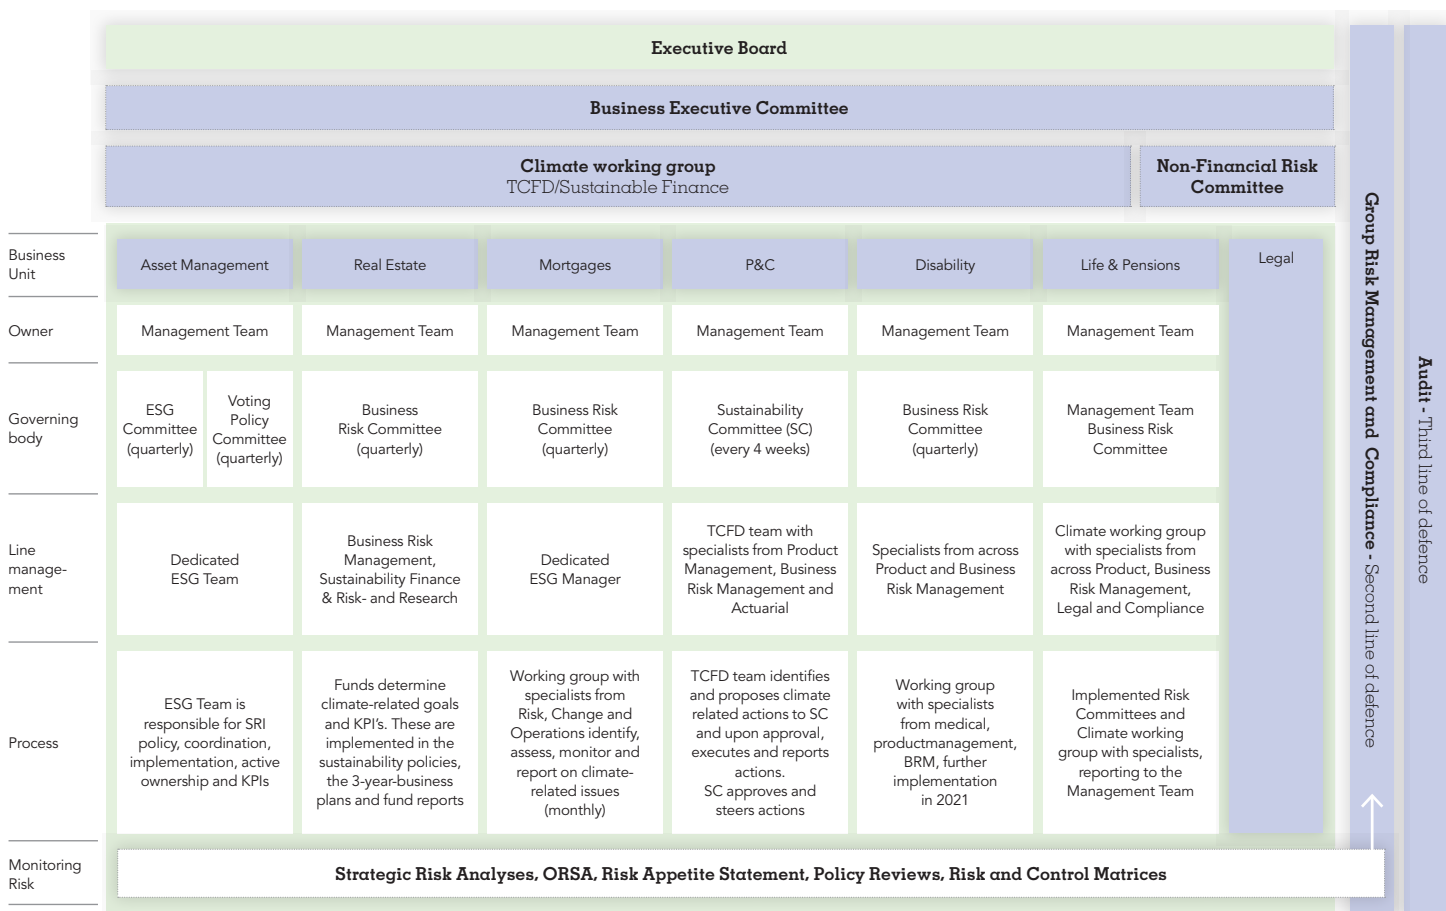 Executive Board
Business Executive Committee
Climate working group
TCFD/Sustainable Finance
Non-Financial Risk
Committee
Business
Unit
Asset Management
Real Estate
Mortgages
P&C
Disability
Life & Pensions
Legal
Owner
Management Team
Management Team
Management Team
Management Team
Management Team
Management Team
Governing
body
ESG
Committee
(quarterly)
Voting
Policy
Committee
(quarterly)
Business
Risk Committee
(quarterly)
Business Risk
Committee
(quarterly)
Sustainability
Committee (SC)
(every 4 weeks)
Business Risk
Committee
(quarterly)
Management Team
Business Risk
Committee
Line
manage-
ment
Dedicated
ESG Team
Business Risk
Management,
Sustainability Finance
& Risk- and Research
Dedicated
ESG Manager
TCFD team with
specialists from Product
Management, Business
Risk Management and
Actuarial
Specialists from across
Product and Business
Risk Management
Climate working group
with specialists from
across Product, Business
Risk Management,
Legal and Compliance
Process
ESG Team is
responsible for SRI
policy, coordination,
implementation, active
ownership and KPIs
Funds determine
climate-related goals
and KPI's. These are
implemented in the
sustainability policies,
the 3-year-business
plans and fund reports
Working group with
specialists from
Risk, Change and
Operations identify,
assess, monitor and
report on climate-
related issues
(monthly)
TCFD team identifies
and proposes climate
related actions to SC
and upon approval,
executes and reports
actions.
SC approves and
steers actions
Working group
with specialists
from medical,
productmanagement,
BRM, further
implementation
in 2021
Implemented Risk
Committees and
Climate working
group with specialists,
reporting to the
Management Team
Monitoring
Risk
Strategic Risk Analyses, ORSA, Risk Appetite Statement, Policy Reviews, Risk and Control Matrices
Group Risk Management and Compliance - Second line of defence
Audit - Third line of defence